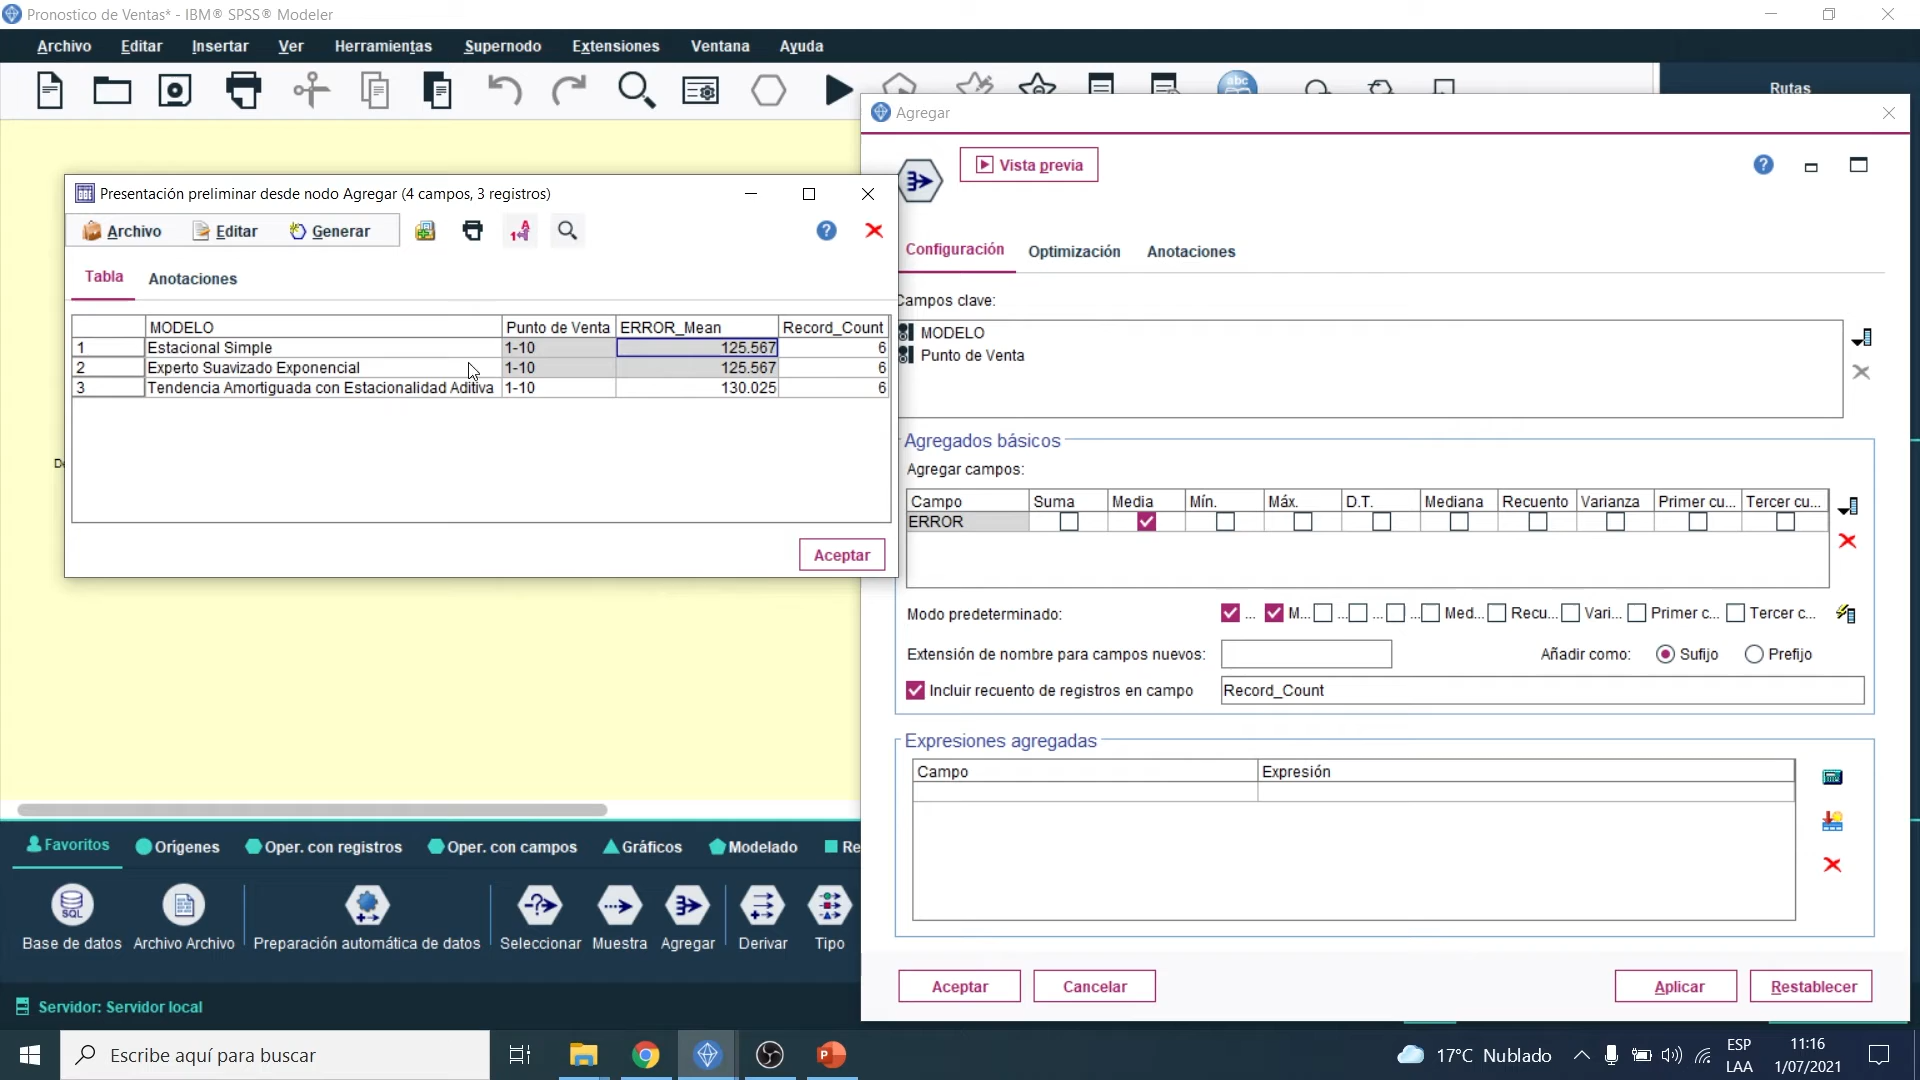 Pronostico de Ventas* - IBM® SPSS® Modeler
Archivo Editar Insertar Ver Herramientas Supernodo Extensiones Ventana Ayuda
abc
Rutas
Agregar
Vista previa
Presentación preliminar desde nodo Agregar (4 campos, 3 registros)
Archivo Editar Generar
Tabla Anotaciones
MODELO Punto de Venta ERROR_Mean Record_Count
1 Estacional Simple 1-10 125.567 6
2 Experto Suavizado Exponencial 1-10 125.567 6
3 Tendencia Amortiguada con Estacionalidad Aditiva 1-10 130.025 6
Aceptar
De
Configuración Optimización Anotaciones
Campos clave:
MODELO
Punto de Venta
Agregados básicos
Agregar campos:
Campo Suma Media Mín. Máx. D.T. Mediana Recuento Varianza Primer cu... Tercer cu...
ERROR
Modo predeterminado: ... M... ... ... ... Med... Recu... Vari... Primer c... Tercer c...
Extensión de nombre para campos nuevos: Añadir como: Sufijo Prefijo
Incluir recuento de registros en campo Record_Count
Expresiones agregadas
Campo Expresión
Aceptar Cancelar Aplicar Restablecer
Favoritos Orígenes Oper. con registros Oper. con campos Gráficos Modelado Re
SQL
Base de datos Archivo Archivo Preparación automática de datos Seleccionar Muestra Agregar Derivar Tipo
Servidor: Servidor local
Escribe aquí para buscar
17°C Nublado
ESP
LAA
11:16
1/07/2021